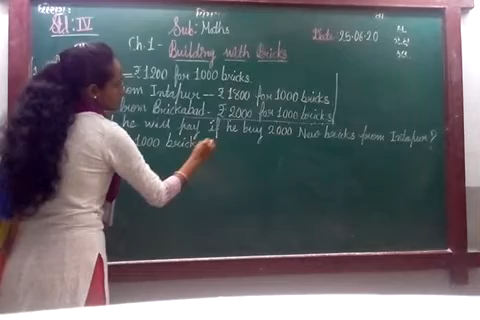 Std: IV
Sub: Maths
Date: 25.06.20
Ch.1- Building with Bricks
= ₹ 1200 for 1000 bricks
from Intapur – ₹ 1800 for 1000 bricks
from Brickabad - ₹ 2000 for 1000 bricks
he will pay if he buy 2000 New bricks from Intapur?
1000 bricks